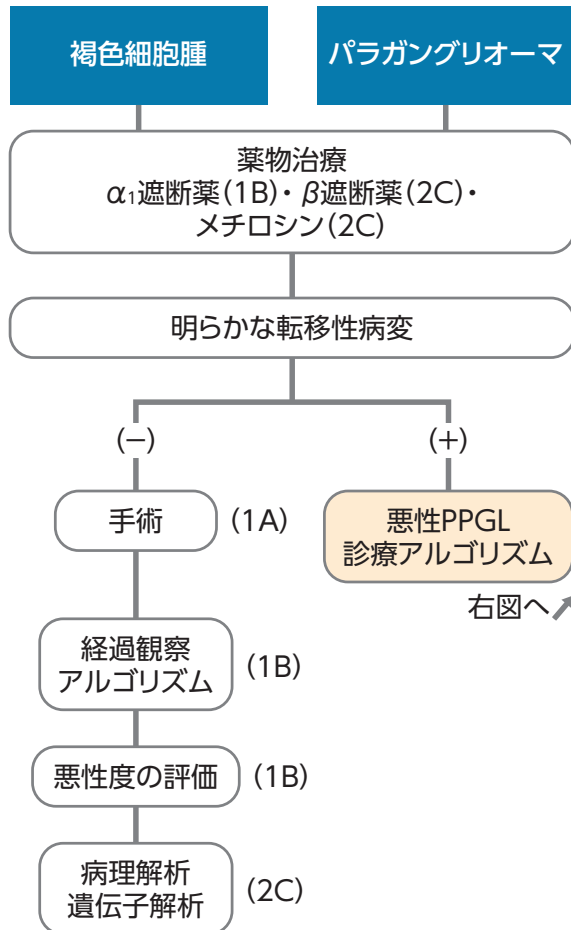 褐色細胞腫
パラガングリオーマ
薬物治療
α₁遮断薬(1B)・β遮断薬(2C)・
メチロシン(2C)
明らかな転移性病変
(−)
(+)
手術
(1A)
悪性PPGL
診療アルゴリズム
右図へ
経過観察
アルゴリズム
(1B)
悪性度の評価
(1B)
病理解析
遺伝子解析
(2C)